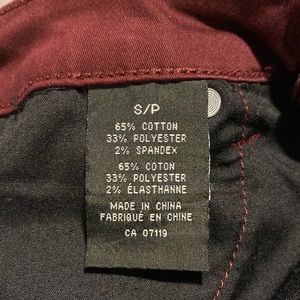 S/P
65% COTTON
33% POLYESTER
2% SPANDEX
65% COTON
33% POLYESTER
2% ÉLASTHANNE
MADE IN CHINA
FABRIQUÉ EN CHINE
CA 07119